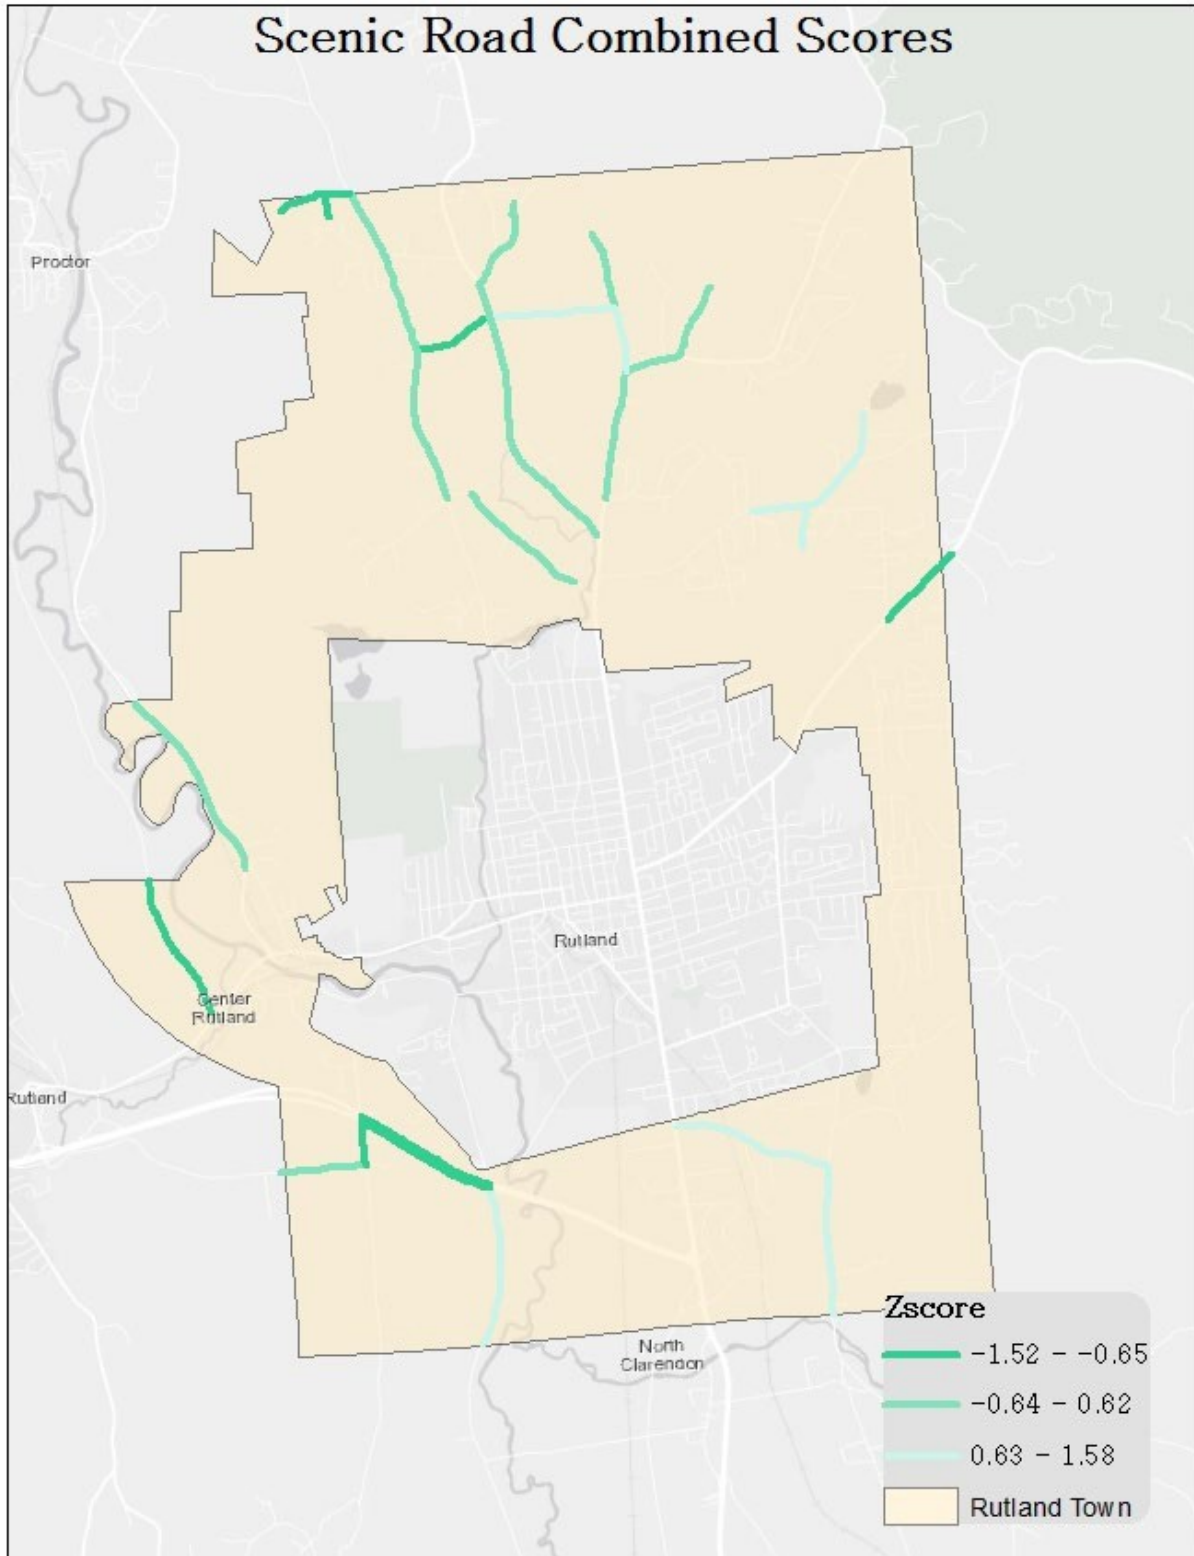 Scenic Road Combined Scores
Proctor
Rutland
Center
Rutland
Rutland
North
Clarendon
Zscore
-1.52 - -0.65
-0.64 - 0.62
0.63 - 1.58
Rutland Town